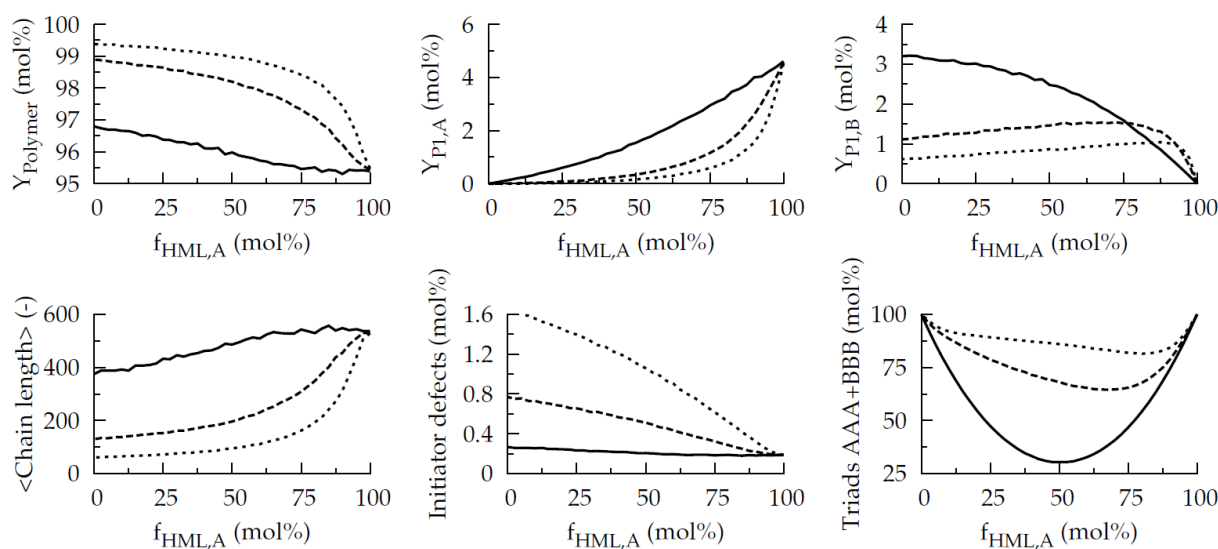 Y_Polymer (mol%)
100
99
98
97
96
95
0 25 50 75 100
f_HML,A (mol%)
Y_P1,A (mol%)
6
4
2
0
0 25 50 75 100
f_HML,A (mol%)
Y_P1,B (mol%)
4
3
2
1
0
0 25 50 75 100
f_HML,A (mol%)
<Chain length> (-)
600
400
200
0
0 25 50 75 100
f_HML,A (mol%)
Initiator defects (mol%)
1.6
1.2
0.8
0.4
0
0 25 50 75 100
f_HML,A (mol%)
Triads AAA+BBB (mol%)
100
75
50
25
0 25 50 75 100
f_HML,A (mol%)